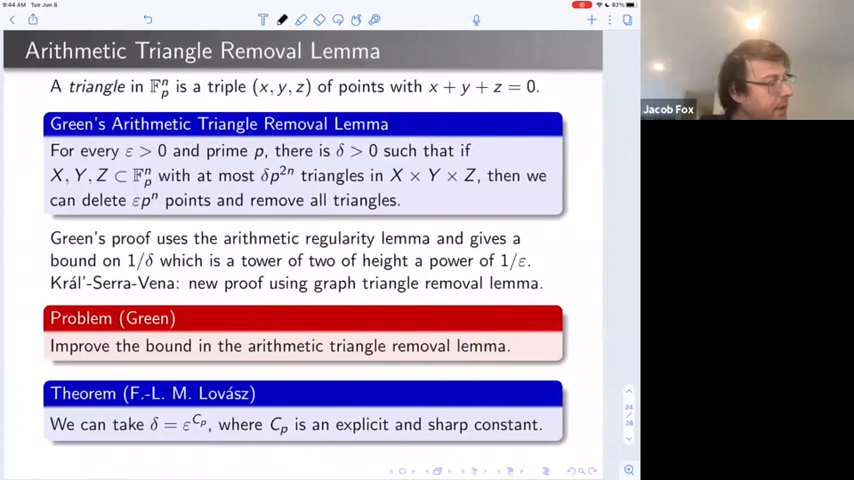 9:44 AM Tue Jun 8
82%
Arithmetic Triangle Removal Lemma
A triangle in 𝔽ₚⁿ is a triple (x, y, z) of points with x + y + z = 0.
Green's Arithmetic Triangle Removal Lemma
For every ε > 0 and prime p, there is δ > 0 such that if
X, Y, Z ⊂ 𝔽ₚⁿ with at most δp²ⁿ triangles in X × Y × Z, then we
can delete εpⁿ points and remove all triangles.
Green's proof uses the arithmetic regularity lemma and gives a
bound on 1/δ which is a tower of two of height a power of 1/ε.
Král'-Serra-Vena: new proof using graph triangle removal lemma.
Problem (Green)
Improve the bound in the arithmetic triangle removal lemma.
Theorem (F.-L. M. Lovász)
We can take δ = ε^{Cₚ}, where Cₚ is an explicit and sharp constant.
Jacob Fox
24
/
28